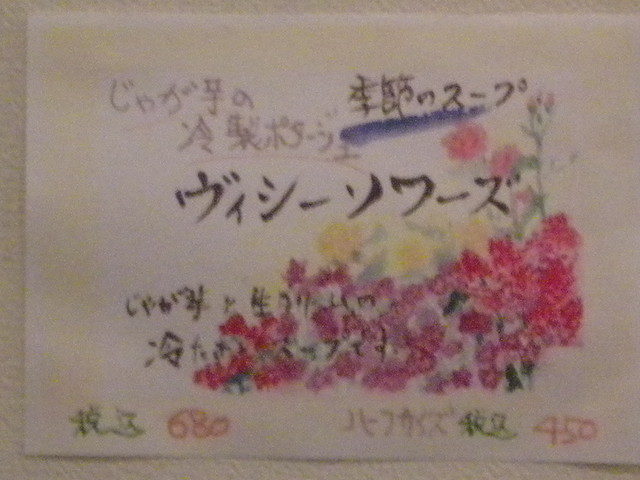 季節のスープ
じゃが芋の
冷製ポタージュ
ヴィシーソワーズ
じゃが芋と生クリームの
冷たいスープです
税込 680
ハーフサイズ 税込 450